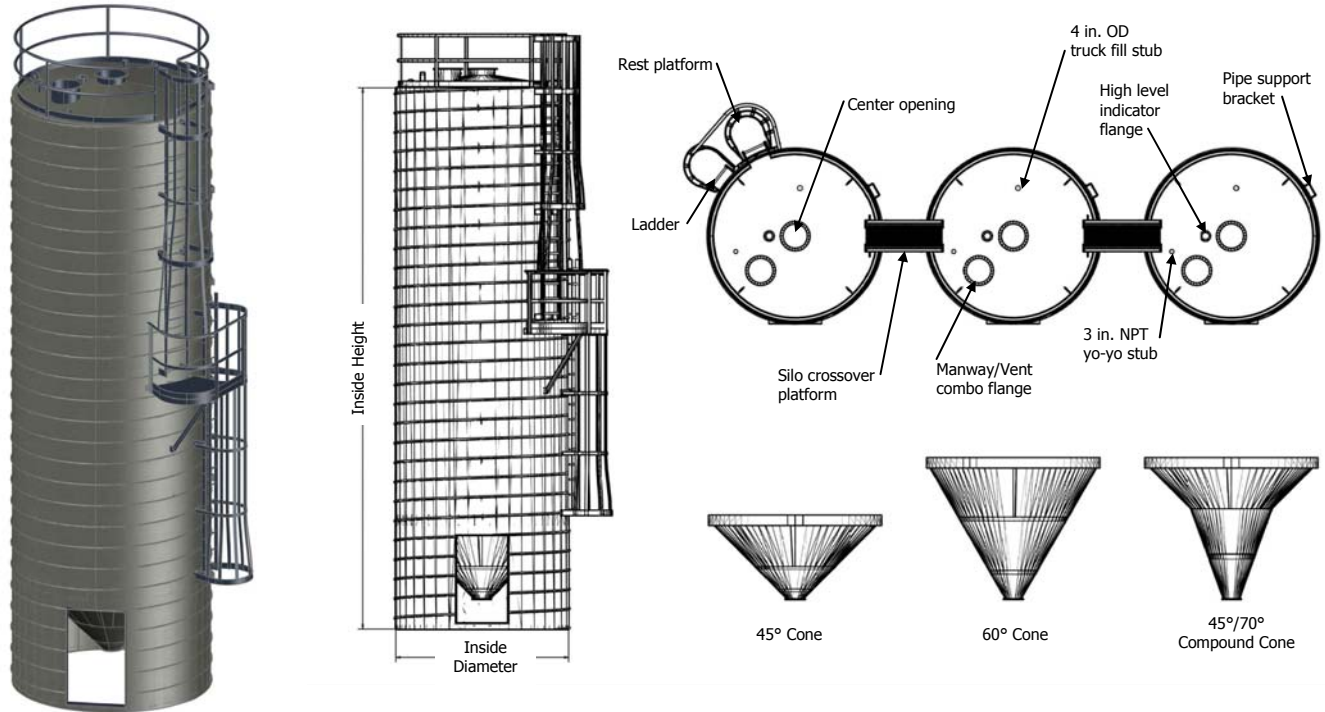 4 in. OD
truck fill stub
Rest platform
Center opening
High level
indicator
flange
Pipe support
bracket
Ladder
Silo crossover
platform
Manway/Vent
combo flange
3 in. NPT
yo-yo stub
Inside Height
Inside
Diameter
45° Cone
60° Cone
45°/70°
Compound Cone